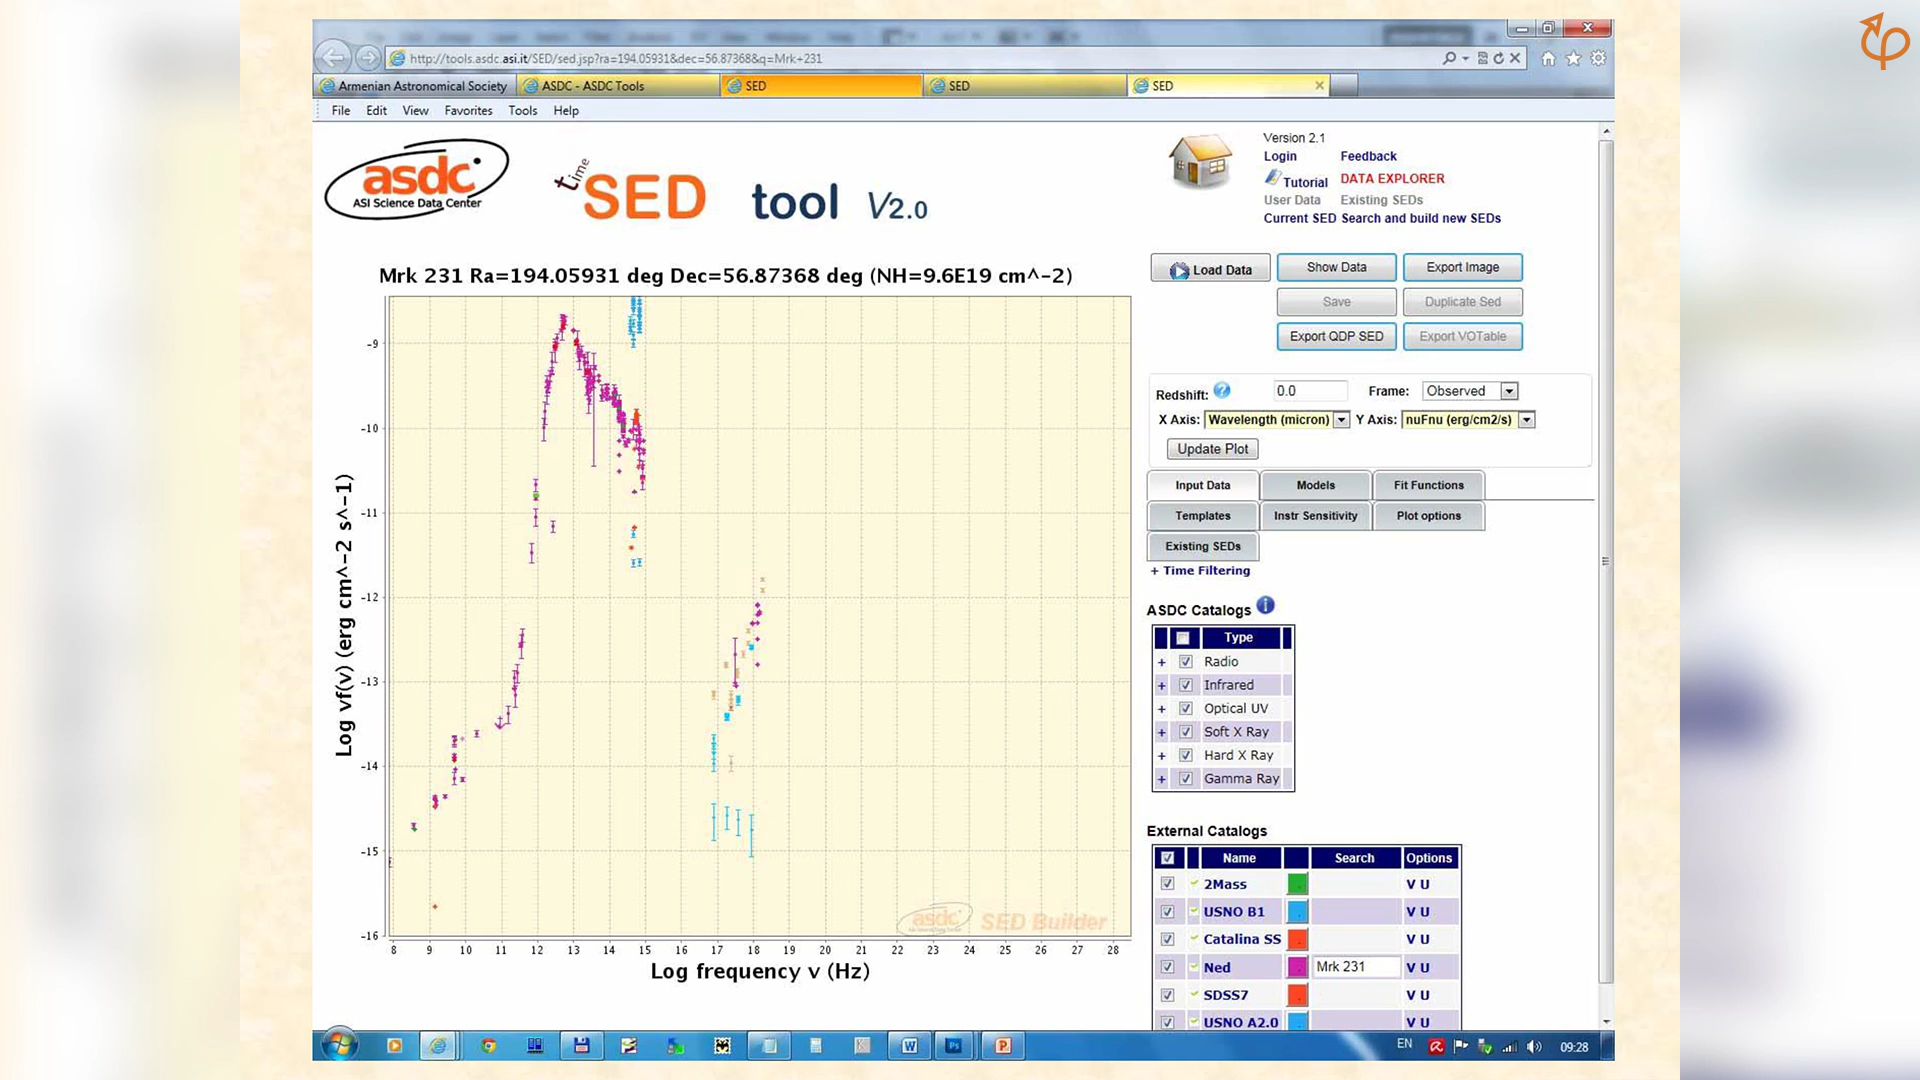 http://tools.asdc.asi.it/SED/sed.jsp?ra=194.05931&dec=56.87368&q=Mrk+231
Armenian Astronomical Society
ASDC - ASDC Tools
SED
SED
SED
File Edit View Favorites Tools Help
asdc
ASI Science Data Center
time SED tool V2.0
Version 2.1
Login Feedback
Tutorial DATA EXPLORER
User Data Existing SEDs
Current SED Search and build new SEDs
Mrk 231 Ra=194.05931 deg Dec=56.87368 deg (NH=9.6E19 cm^-2)
Log νf(ν) (erg cm^-2 s^-1)
-9
-10
-11
-12
-13
-14
-15
-16
asdc SED Builder
8 9 10 11 12 13 14 15 16 17 18 19 20 21 22 23 24 25 26 27 28
Log frequency ν (Hz)
Load Data Show Data Export Image
Save Duplicate Sed
Export QDP SED Export VOTable
Redshift: ? 0.0 Frame: Observed
X Axis: Wavelength (micron) Y Axis: nuFnu (erg/cm2/s)
Update Plot
Input Data Models Fit Functions
Templates Instr Sensitivity Plot options
Existing SEDs
+ Time Filtering
ASDC Catalogs i
Type
+ Radio
+ Infrared
+ Optical UV
+ Soft X Ray
+ Hard X Ray
+ Gamma Ray
External Catalogs
Name Search Options
2Mass V U
USNO B1 V U
Catalina SS V U
Ned Mrk 231 V U
SDSS7 V U
USNO A2.0 V U
EN 09:28